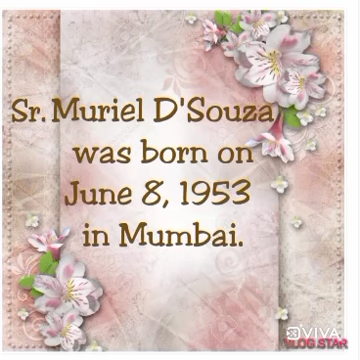 Sr. Muriel D'Souza
was born on
June 8, 1953
in Mumbai.
VIVA
VLOG STAR